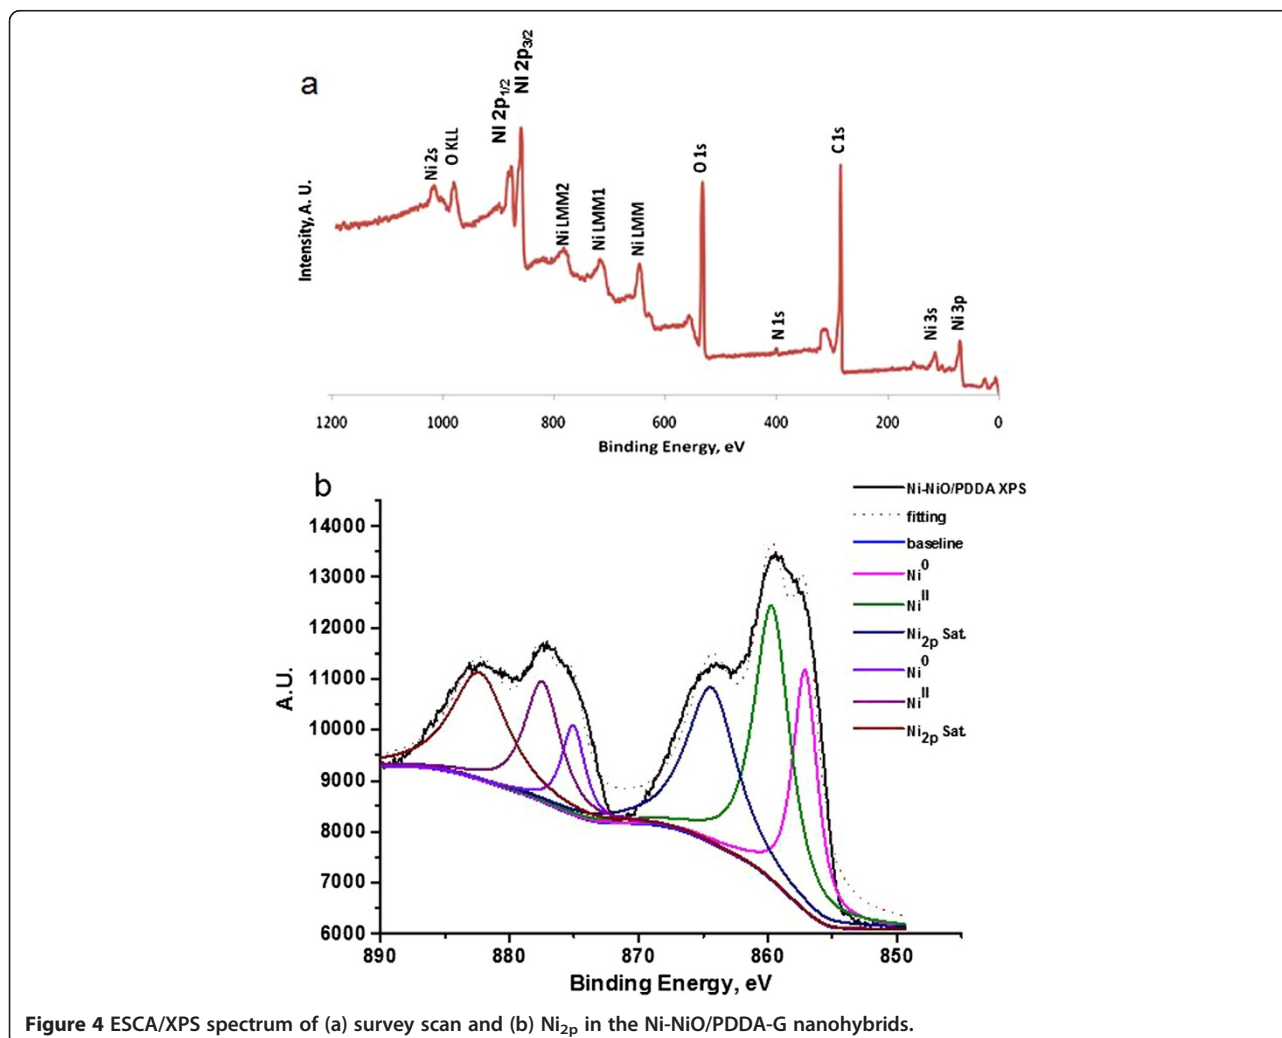 a
Ni 2s
O KLL
NI 2p1/2
NI 2p3/2
Ni LMM2
Ni LMM1
Ni LMM
O 1s
N 1s
C 1s
Ni 3s
Ni 3p
Intensity, A. U.
1200 1000 800 600 400 200 0
Binding Energy, eV
b
Ni-NiO/PDDA XPS
fitting
baseline
Ni0
NiII
Ni2p Sat.
Ni0
NiII
Ni2p Sat.
14000
13000
12000
11000
10000
9000
8000
7000
6000
A.U.
890 880 870 860 850
Binding Energy, eV
Figure 4 ESCA/XPS spectrum of (a) survey scan and (b) Ni2p in the Ni-NiO/PDDA-G nanohybrids.